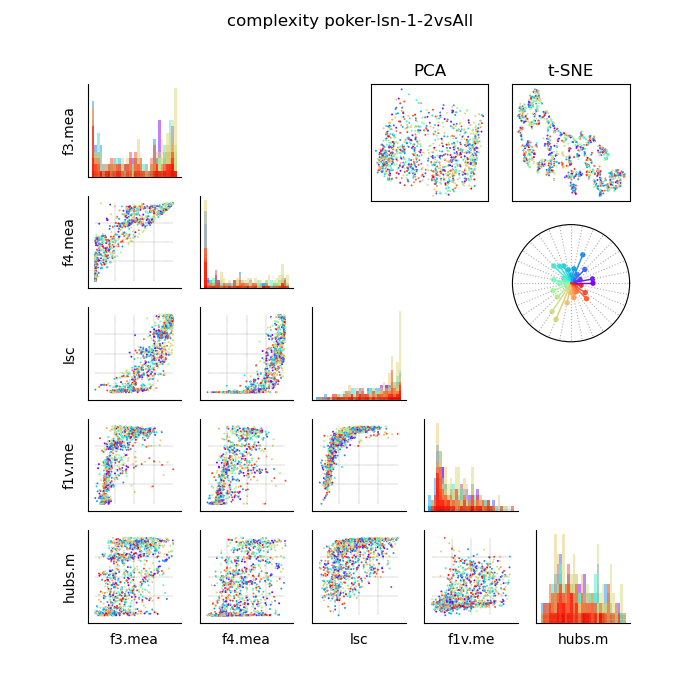 complexity poker-lsn-1-2vsAll
PCA
t-SNE
f3.mea
f4.mea
lsc
f1v.me
hubs.m
f3.mea
f4.mea
lsc
f1v.me
hubs.m